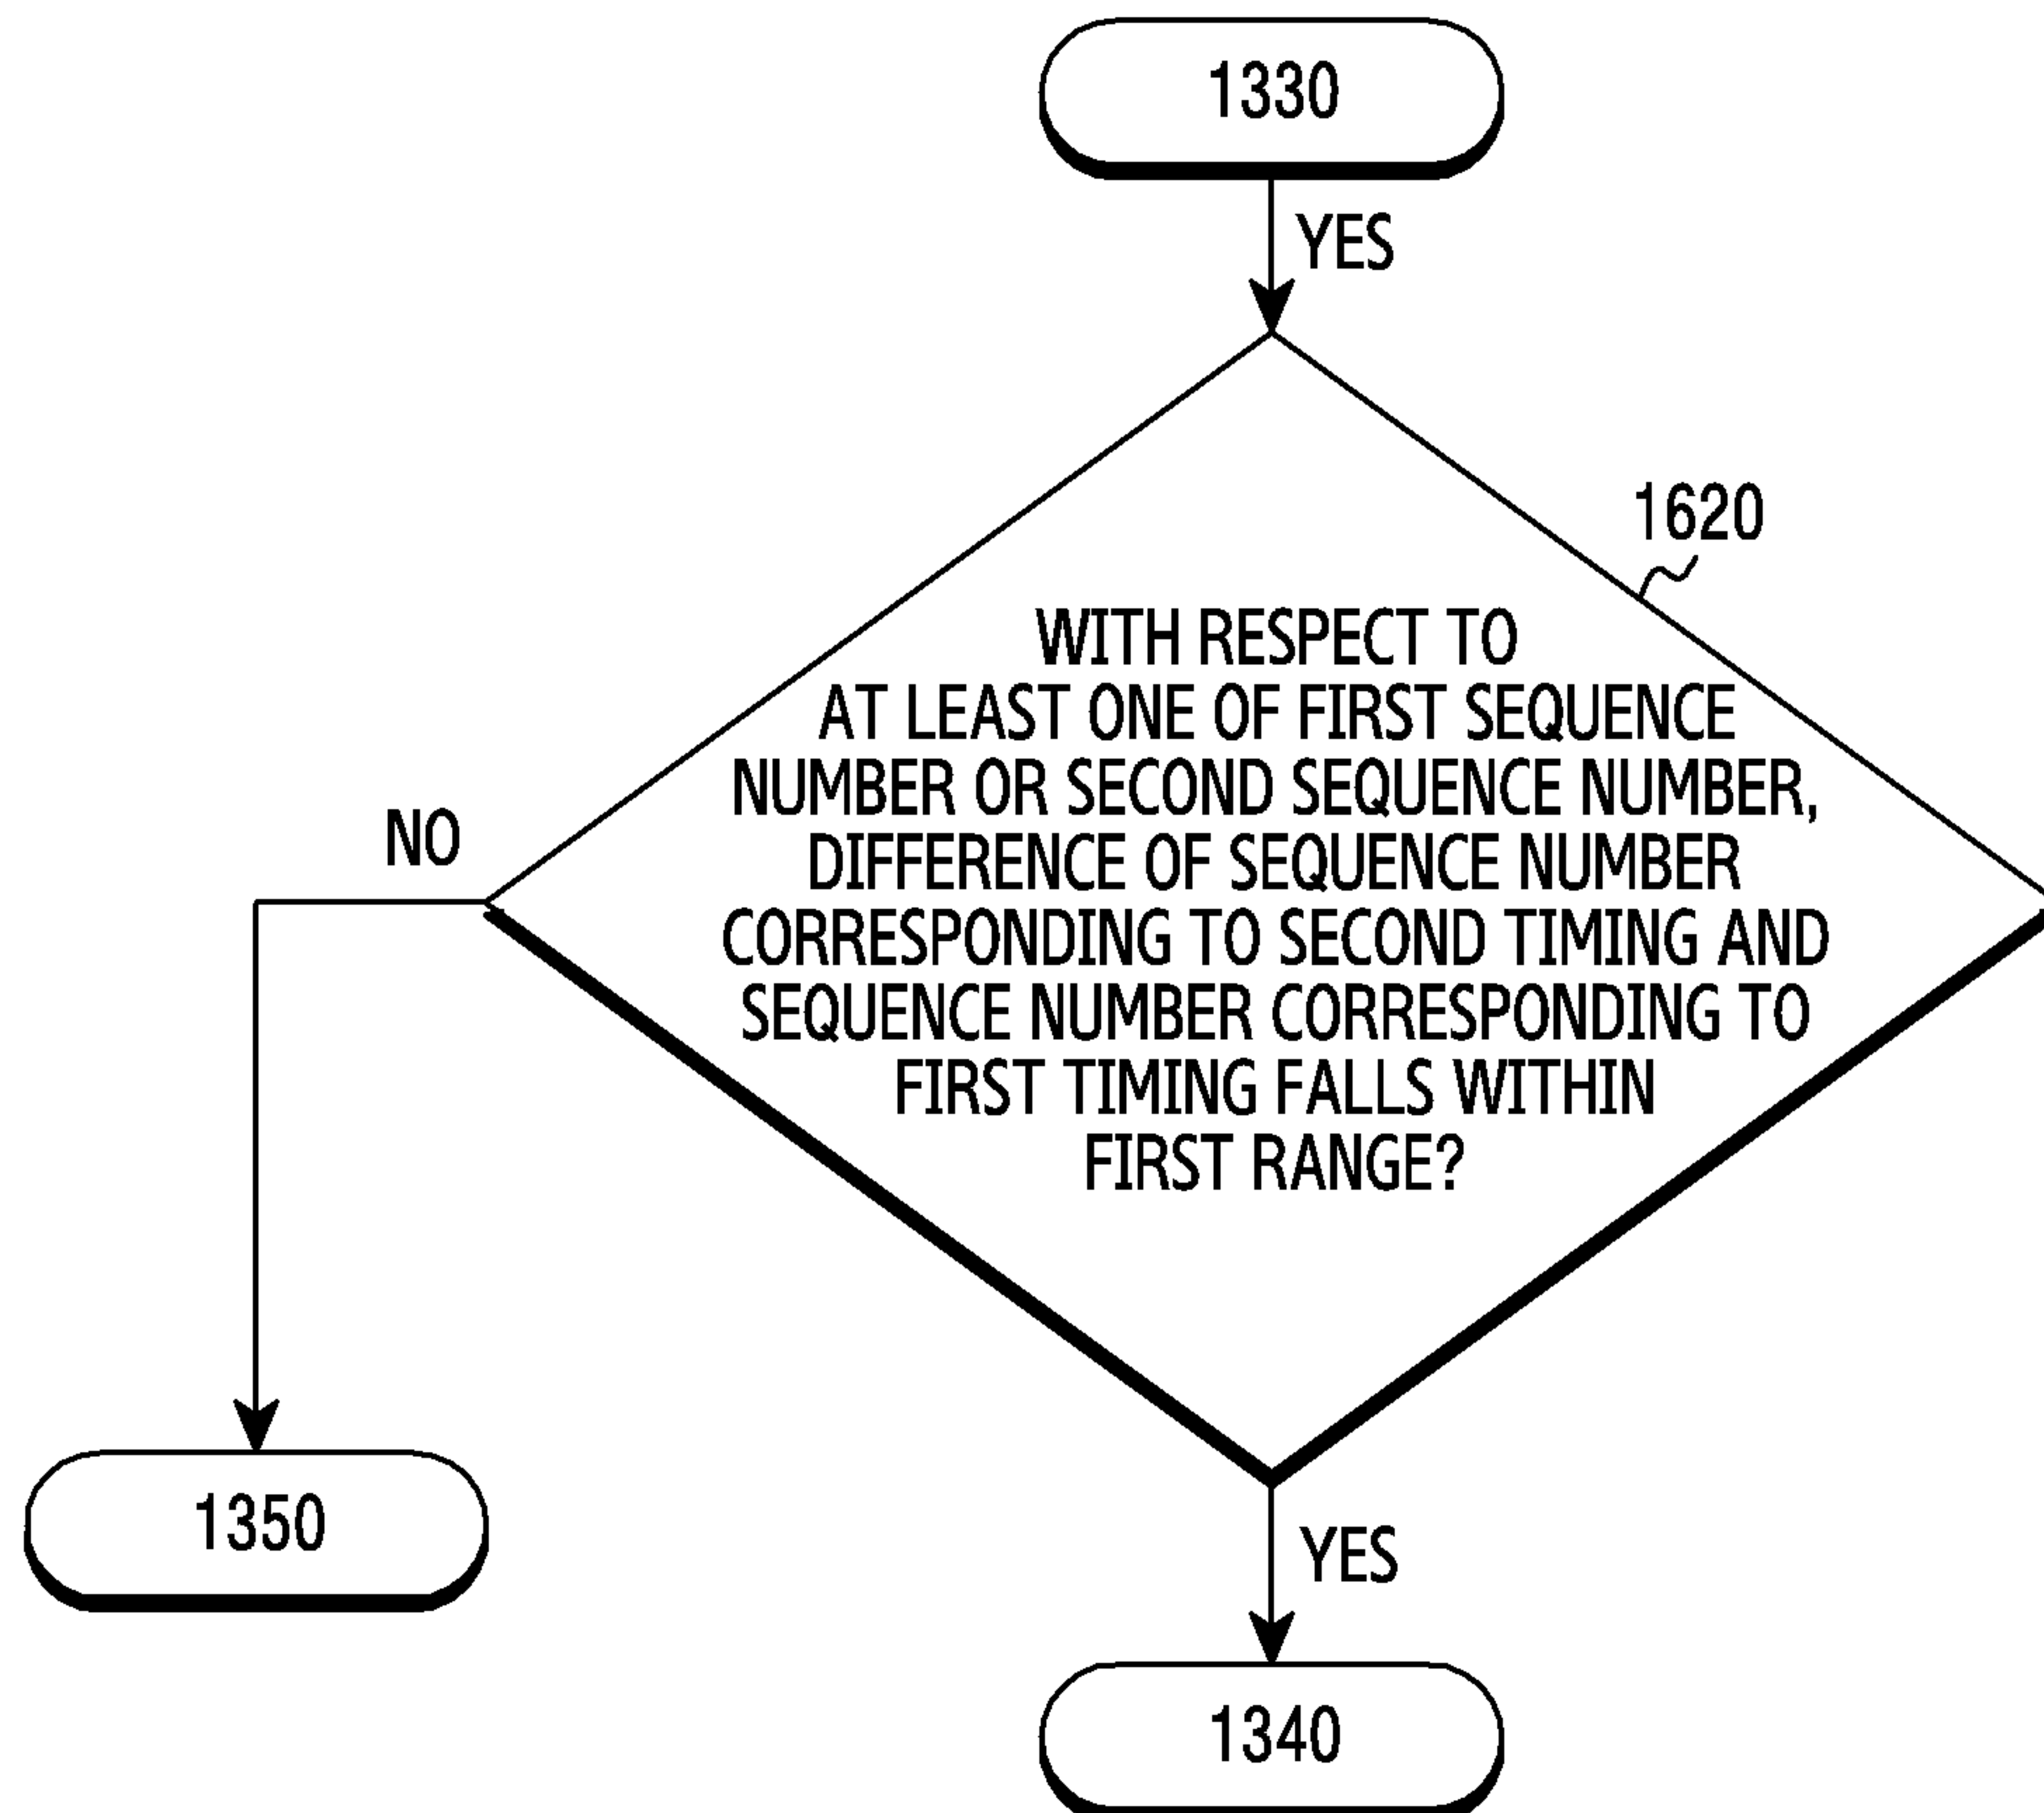 1330
YES
1620
WITH RESPECT TO
AT LEAST ONE OF FIRST SEQUENCE
NUMBER OR SECOND SEQUENCE NUMBER,
DIFFERENCE OF SEQUENCE NUMBER
CORRESPONDING TO SECOND TIMING AND
SEQUENCE NUMBER CORRESPONDING TO
FIRST TIMING FALLS WITHIN
FIRST RANGE?
NO
1350
YES
1340